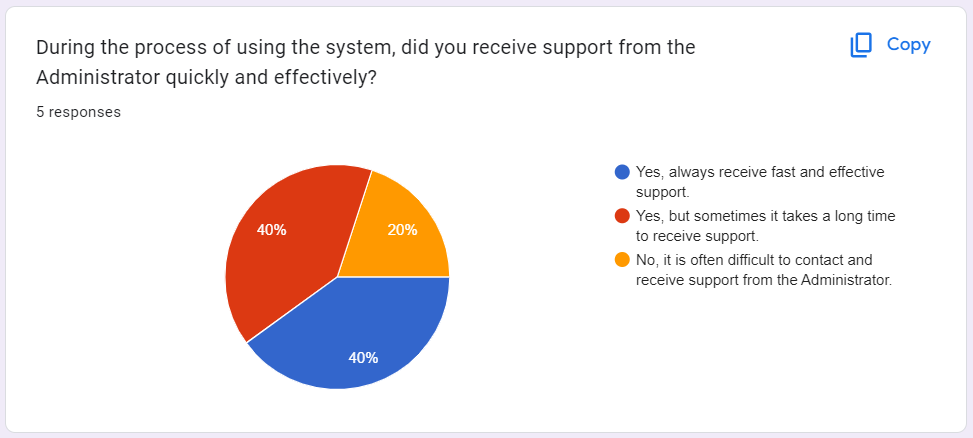 During the process of using the system, did you receive support from the
Administrator quickly and effectively?
Copy
5 responses
40%
20%
40%
Yes, always receive fast and effective
support.
Yes, but sometimes it takes a long time
to receive support.
No, it is often difficult to contact and
receive support from the Administrator.